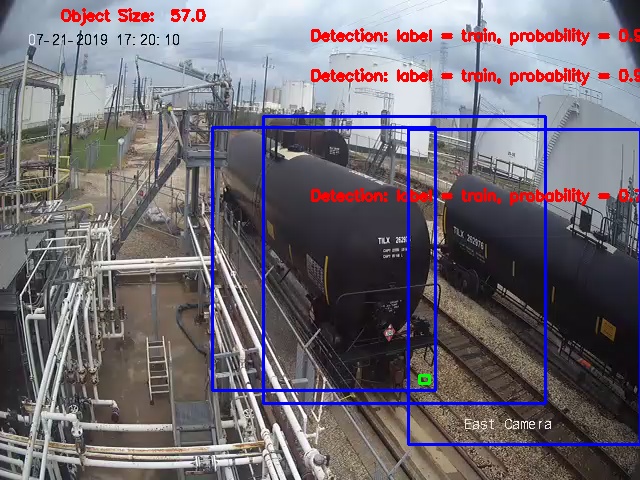 Object Size: 57.0
07-21-2019 17:20:10
Detection: label = train, probability = 0.9
Detection: label = train, probability = 0.9
Detection: label = train, probability = 0.
TILX
TILX 262976
East Camera